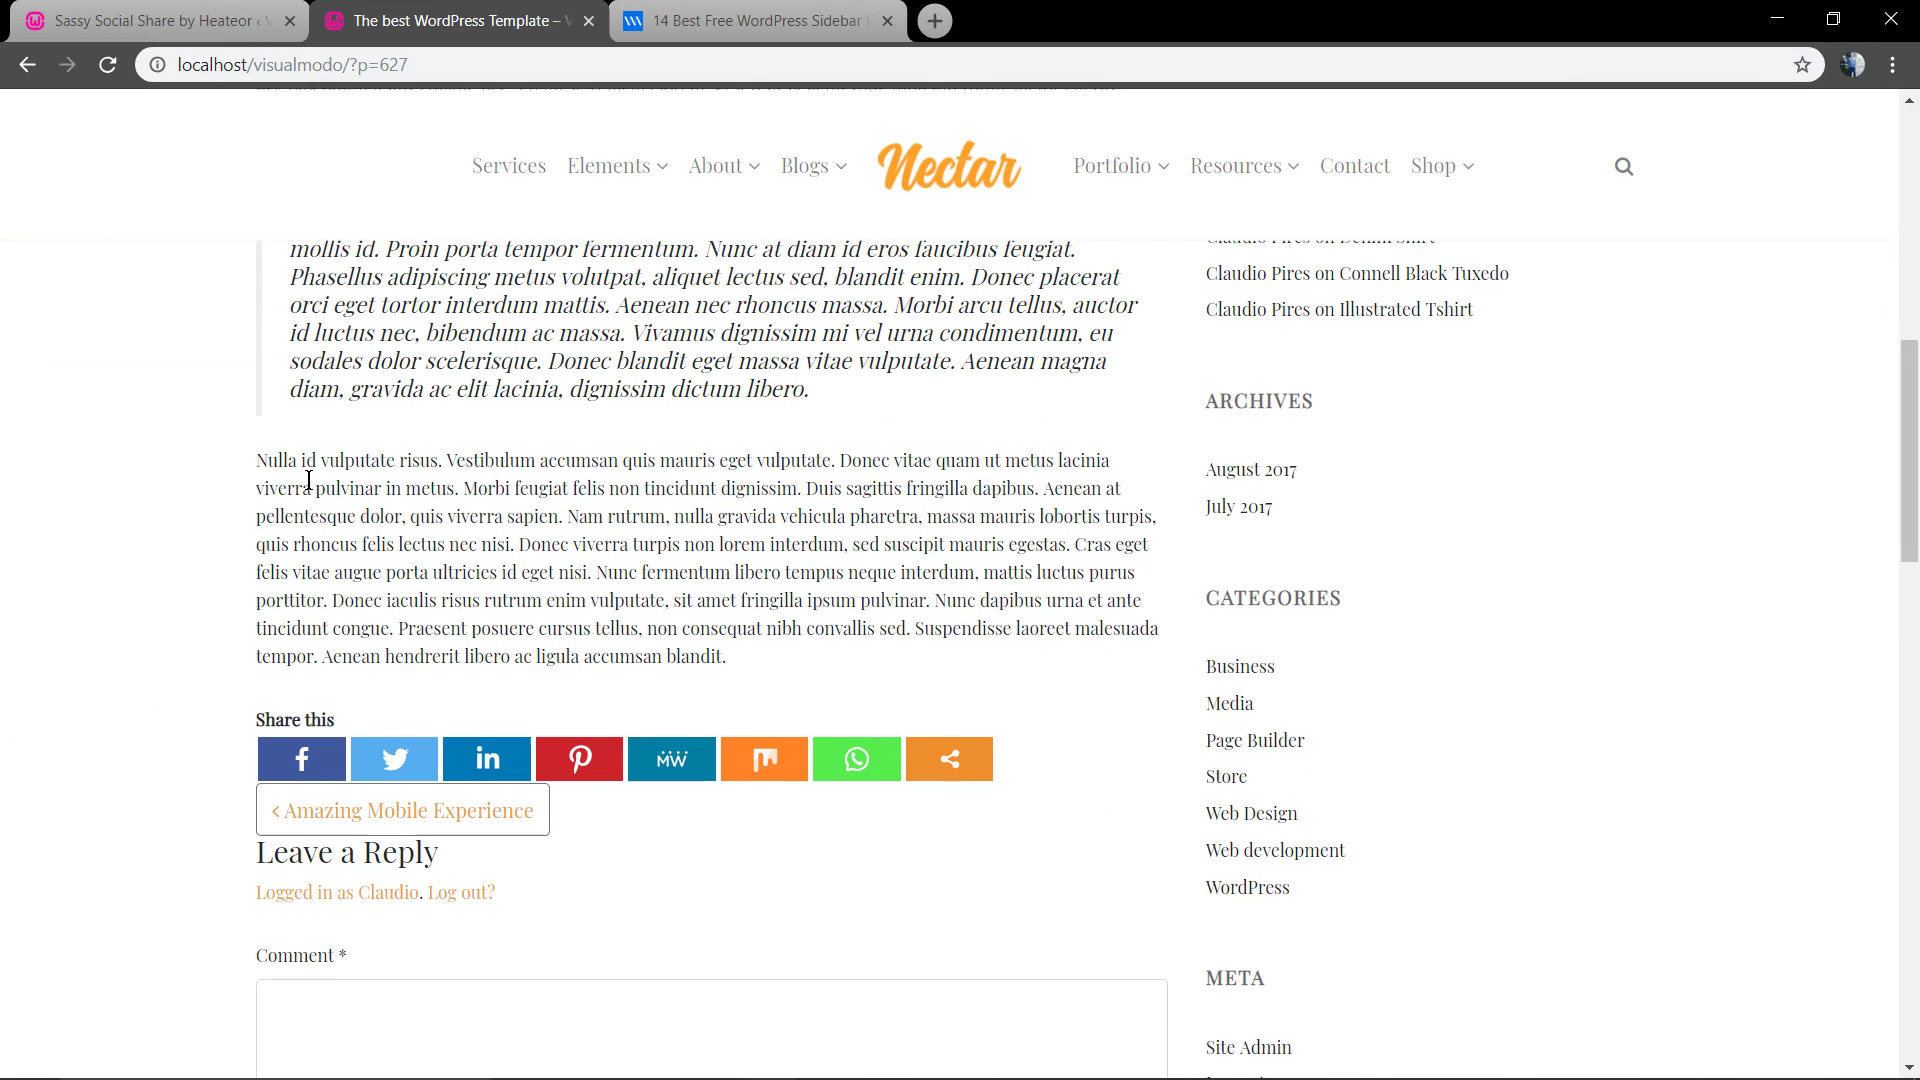 Sassy Social Share by Heateor ‹
The best WordPress Template –
14 Best Free WordPress Sidebar
localhost/visualmodo/?p=627
Services Elements About Blogs Nectar Portfolio Resources Contact Shop
mollis id. Proin porta tempor fermentum. Nunc at diam id eros faucibus feugiat.
Phasellus adipiscing metus volutpat, aliquet lectus sed, blandit enim. Donec placerat
orci eget tortor interdum mattis. Aenean nec rhoncus massa. Morbi arcu tellus, auctor
id luctus nec, bibendum ac massa. Vivamus dignissim mi vel urna condimentum, eu
sodales dolor scelerisque. Donec blandit eget massa vitae vulputate. Aenean magna
diam, gravida ac elit lacinia, dignissim dictum libero.
Nulla id vulputate risus. Vestibulum accumsan quis mauris eget vulputate. Donec vitae quam ut metus lacinia
viverra pulvinar in metus. Morbi feugiat felis non tincidunt dignissim. Duis sagittis fringilla dapibus. Aenean at
pellentesque dolor, quis viverra sapien. Nam rutrum, nulla gravida vehicula pharetra, massa mauris lobortis turpis,
quis rhoncus felis lectus nec nisi. Donec viverra turpis non lorem interdum, sed suscipit mauris egestas. Cras eget
felis vitae augue porta ultricies id eget nisi. Nunc fermentum libero tempus neque interdum, mattis luctus purus
porttitor. Donec iaculis risus rutrum enim vulputate, sit amet fringilla ipsum pulvinar. Nunc dapibus urna et ante
tincidunt congue. Praesent posuere cursus tellus, non consequat nibh convallis sed. Suspendisse laoreet malesuada
tempor. Aenean hendrerit libero ac ligula accumsan blandit.
Share this
MW
‹ Amazing Mobile Experience
Leave a Reply
Logged in as Claudio. Log out?
Comment *
Claudio Pires on Denim Shirt
Claudio Pires on Connell Black Tuxedo
Claudio Pires on Illustrated Tshirt
ARCHIVES
August 2017
July 2017
CATEGORIES
Business
Media
Page Builder
Store
Web Design
Web development
WordPress
META
Site Admin